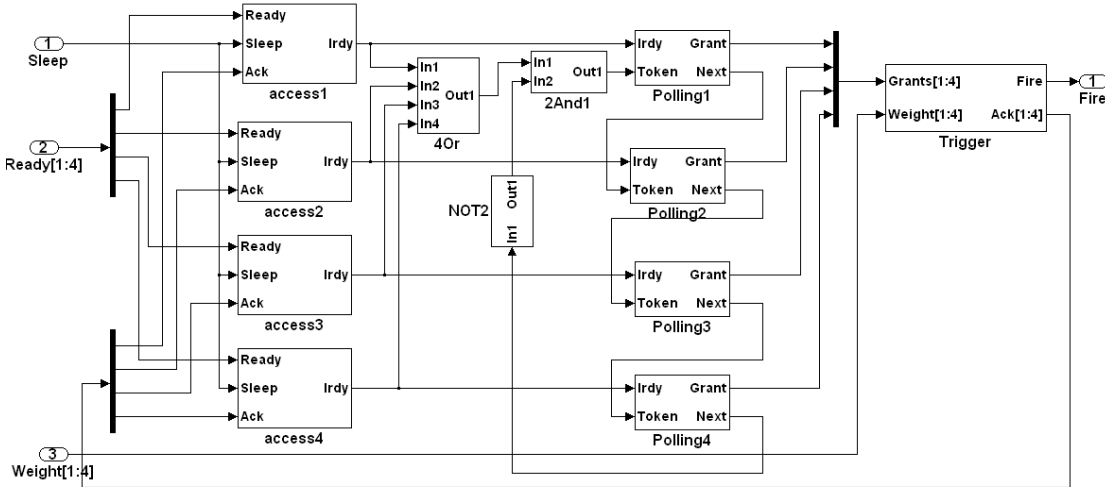 1
Sleep
2
Ready[1:4]
3
Weight[1:4]
Ready
Sleep
Irdy
Ack
access1
Ready
Sleep
Irdy
Ack
access2
Ready
Sleep
Irdy
Ack
access3
Ready
Sleep
Irdy
Ack
access4
In1
In2
Out1
In3
In4
4Or
In1
Out1
In2
2And1
Out1
NOT2
In1
Irdy Grant
Token Next
Polling1
Irdy Grant
Token Next
Polling2
Irdy Grant
Token Next
Polling3
Irdy Grant
Token Next
Polling4
Grants[1:4] Fire
Weight[1:4] Ack[1:4]
Trigger
1
Fire